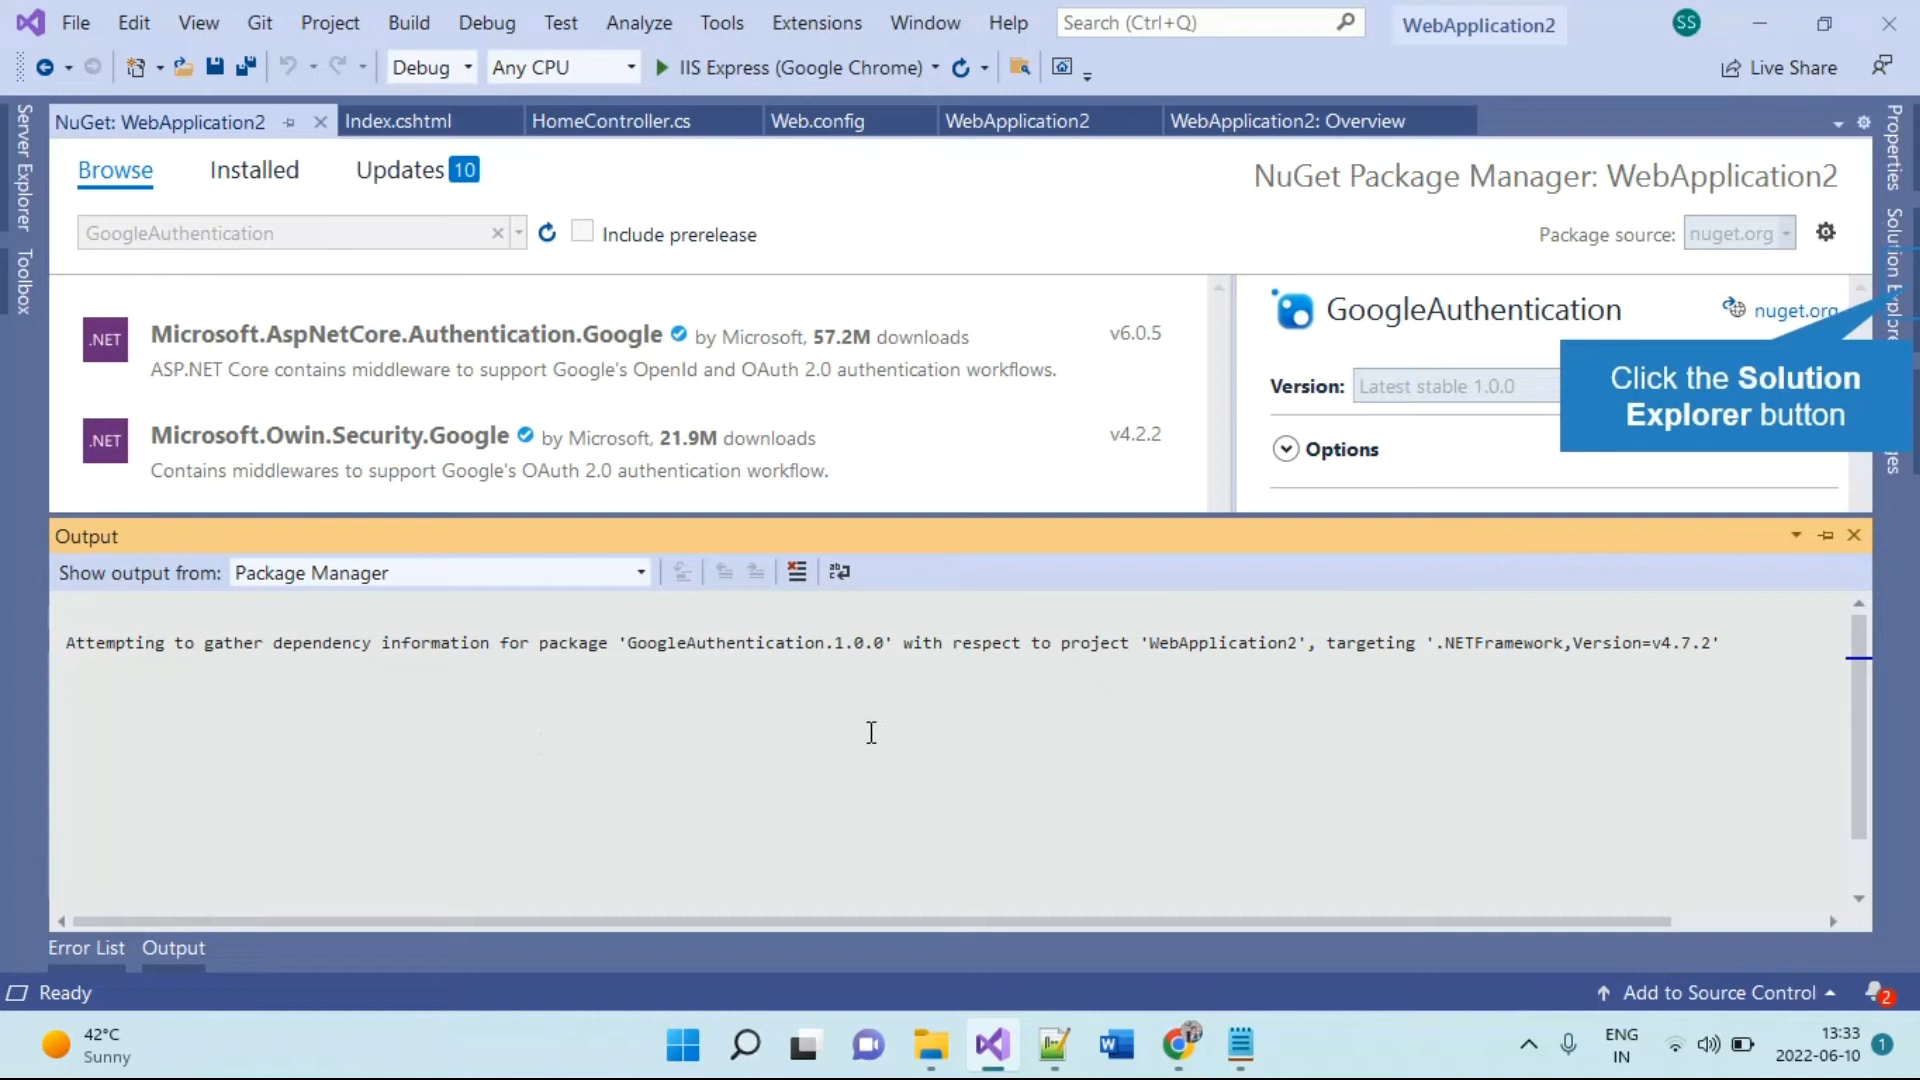 File Edit View Git Project Build Debug Test Analyze Tools Extensions Window Help Search (Ctrl+Q) WebApplication2 SS
Debug Any CPU IIS Express (Google Chrome) Live Share
NuGet: WebApplication2 Index.cshtml HomeController.cs Web.config WebApplication2 WebApplication2: Overview
Server Explorer
Toolbox
Properties
Solution Explore
Browse Installed Updates 10 NuGet Package Manager: WebApplication2
GoogleAuthentication Include prerelease Package source: nuget.org
.NET Microsoft.AspNetCore.Authentication.Google by Microsoft, 57.2M downloads v6.0.5
ASP.NET Core contains middleware to support Google's OpenId and OAuth 2.0 authentication workflows.
.NET Microsoft.Owin.Security.Google by Microsoft, 21.9M downloads v4.2.2
Contains middlewares to support Google's OAuth 2.0 authentication workflow.
GoogleAuthentication nuget.org
Version: Latest stable 1.0.0
Options
Click the Solution
Explorer button
Output
Show output from: Package Manager
Attempting to gather dependency information for package 'GoogleAuthentication.1.0.0' with respect to project 'WebApplication2', targeting '.NETFramework,Version=v4.7.2'
Error List Output
Ready Add to Source Control 2
42°C
Sunny
ENG
IN
13:33
2022-06-10
1